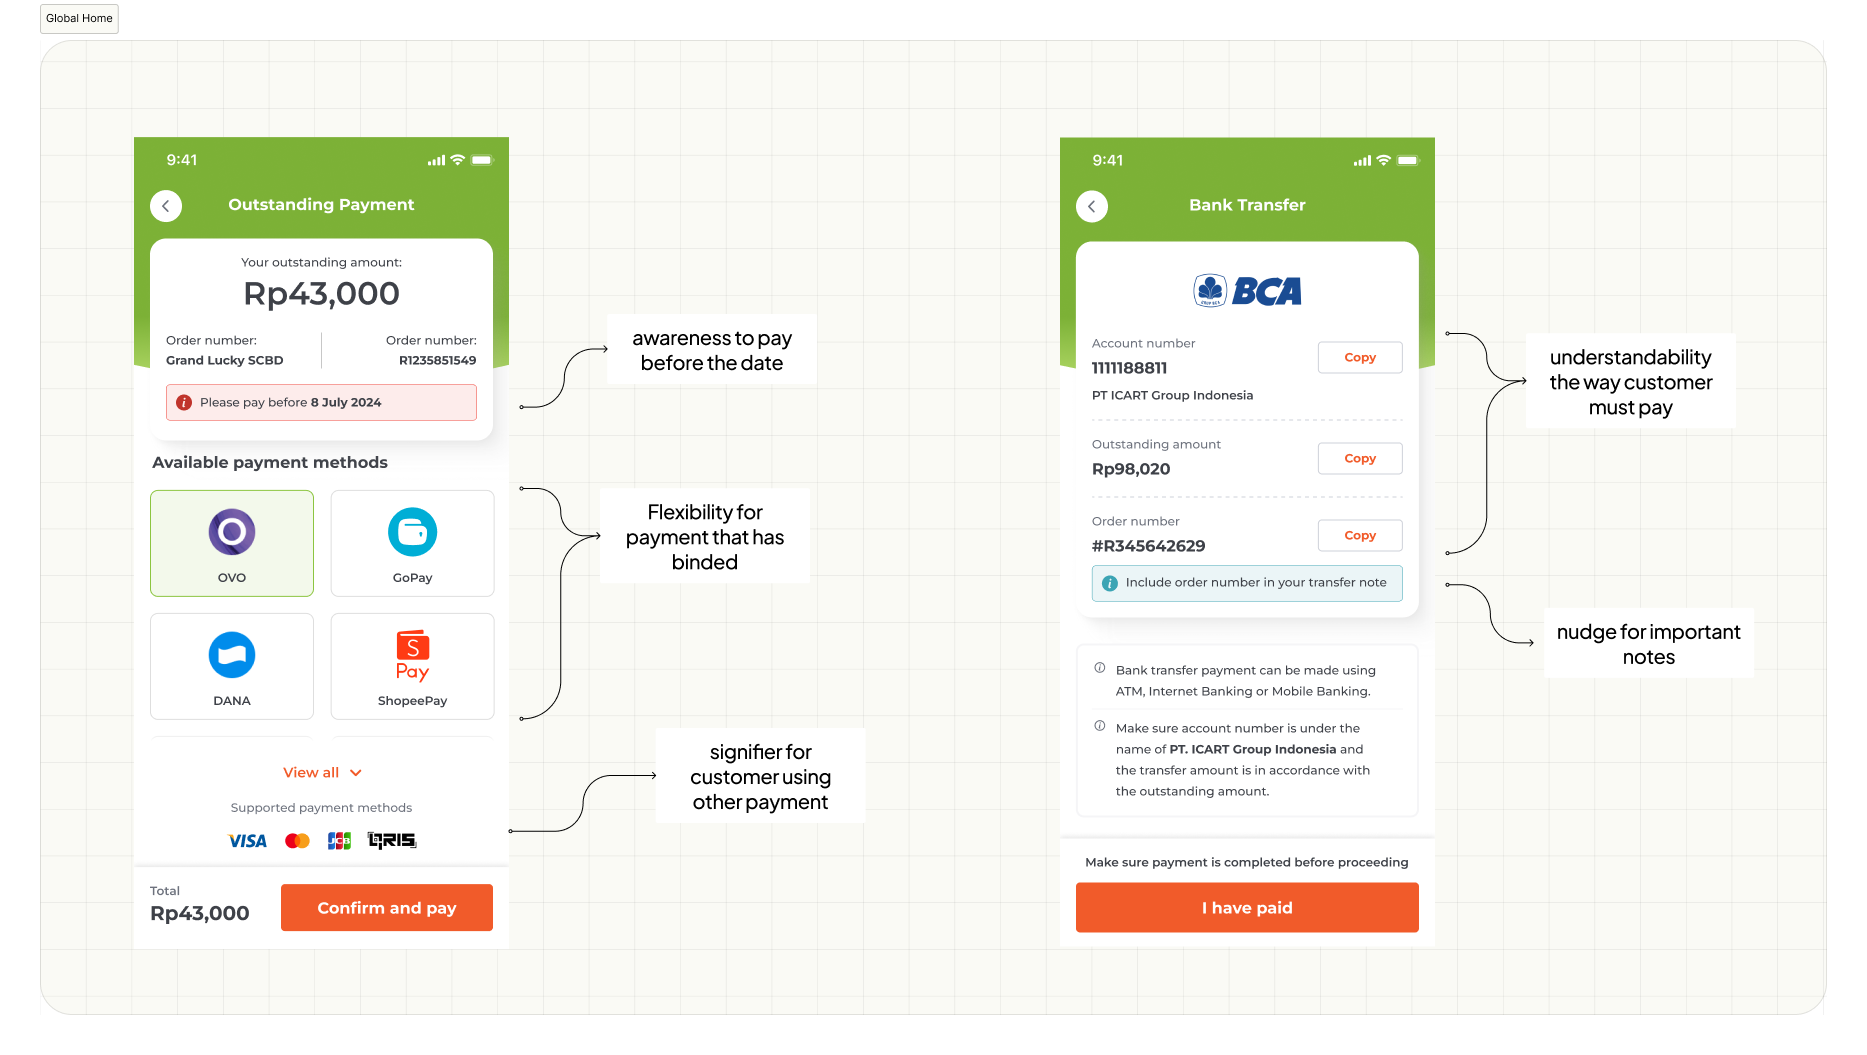 Global Home
9:41
Outstanding Payment
Your outstanding amount:
Rp43,000
Order number:
Grand Lucky SCBD
Order number:
R1235851549
Please pay before 8 July 2024
Available payment methods
OVO
GoPay
DANA
S
Pay
ShopeePay
View all
Supported payment methods
VISA
JCB
QRIS
Total
Rp43,000
Confirm and pay
awareness to pay
before the date
Flexibility for
payment that has
binded
signifier for
customer using
other payment
9:41
Bank Transfer
BCA
Account number
1111188811
PT ICART Group Indonesia
Copy
Outstanding amount
Rp98,020
Copy
Order number
#R345642629
Copy
Include order number in your transfer note
Bank transfer payment can be made using
ATM, Internet Banking or Mobile Banking.
Make sure account number is under the
name of PT. ICART Group Indonesia and
the transfer amount is in accordance with
the outstanding amount.
Make sure payment is completed before proceeding
I have paid
understandability
the way customer
must pay
nudge for important
notes